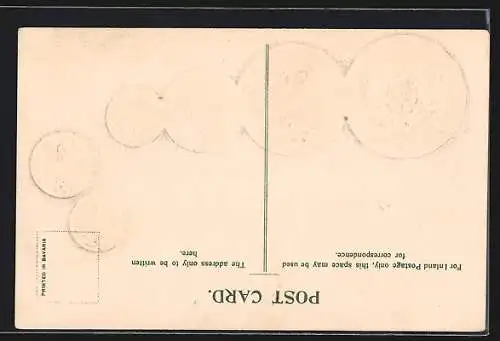 POST CARD.
For Inland Postage only, this space may be used
for correspondence.
The address only to be written
here.
PRINTED IN BAVARIA